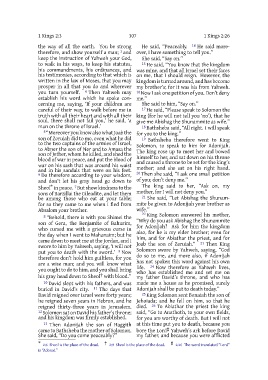 1 Kings 2:3
307
1 Kings 2:26
the way of all the earth. You be strong
therefore, and show yourself a man; ³ and
keep the instruction of Yahweh your God,
to walk in his ways, to keep his statutes,
his commandments, his ordinances, and
his testimonies, according to that which is
written in the law of Moses, that you may
prosper in all that you do and wherever
you turn yourself. ⁴ Then Yahweh may
establish his word which he spoke con-
cerning me, saying, ‘If your children are
careful of their way, to walk before me in
truth with all their heart and with all their
soul, there shall not fail you,’ he said, ‘a
man on the throne of Israel.’
⁵ “Moreover you know also what Joab the
son of Zeruiah did to me, even what he did
to the two captains of the armies of Israel,
to Abner the son of Ner and to Amasa the
son of Jether, whom he killed, and shed the
blood of war in peace, and put the blood of
war on his sash that was around his waist
and in his sandals that were on his feet.
⁶ Do therefore according to your wisdom,
and don’t let his gray head go down to
Sheol in peace. ⁷ But show kindness to the
sons of Barzillai the Gileadite, and let them
be among those who eat at your table;
for so they came to me when I fled from
Absalom your brother.
⁸ “Behold, there is with you Shimei the
son of Gera, the Benjamite of Bahurim,
who cursed me with a grievous curse in
the day when I went to Mahanaim; but he
came down to meet me at the Jordan, and I
swore to him by Yahweh, saying, ‘I will not
put you to death with the sword.’ ⁹ Now
therefore don’t hold him guiltless, for you
are a wise man; and you will know what
you ought to do to him, and you shall bring
his gray head down to Sheol with blood.”
¹⁰ David slept with his fathers, and was
buried in David’s city. ¹¹ The days that
David reigned over Israel were forty years;
he reigned seven years in Hebron, and he
reigned thirty-three years in Jerusalem.
¹² Solomon sat on David his father’s throne;
and his kingdom was firmly established.
¹³ Then Adonijah the son of Haggith
came to Bathsheba the mother of Solomon.
She said, “Do you come peaceably?”
He said, “Peaceably. ¹⁴ He said more-
over, I have something to tell you.”
She said, “Say on.”
¹⁵ He said, “You know that the kingdom
was mine, and that all Israel set their faces
on me, that I should reign. However, the
kingdom is turned around, and has become
my brother’s; for it was his from Yahweh.
¹⁶ Now I ask one petition of you. Don’t deny
me.”
She said to him, “Say on.”
¹⁷ He said, “Please speak to Solomon the
king (for he will not tell you ‘no’), that he
give me Abishag the Shunammite as wife.”
¹⁸ Bathsheba said, “All right. I will speak
for you to the king.”
¹⁹ Bathsheba therefore went to King
Solomon, to speak to him for Adonijah.
The king rose up to meet her and bowed
himself to her, and sat down on his throne
and caused a throne to be set for the king’s
mother; and she sat on his right hand.
²⁰ Then she said, “I ask one small petition
of you; don’t deny me.”
The king said to her, “Ask on, my
mother, for I will not deny you.”
²¹ She said, “Let Abishag the Shunam-
mite be given to Adonijah your brother as
wife.”
²² King Solomon answered his mother,
“Why do you ask Abishag the Shunammite
for Adonijah? Ask for him the kingdom
also, for he is my elder brother; even for
him, and for Abiathar the priest, and for
Joab the son of Zeruiah.” ²³ Then King
Solomon swore by Yahweh, saying, “God
do so to me, and more also, if Adonijah
has not spoken this word against his own
life. ²⁴ Now therefore as Yahweh lives,
who has established me and set me on
my father David’s throne, and who has
made me a house as he promised, surely
Adonijah shall be put to death today.”
²⁵ King Solomon sent Benaiah the son of
Jehoiada; and he fell on him, so that he
died. ²⁶ To Abiathar the priest the king
said, “Go to Anathoth, to your own fields,
for you are worthy of death. But I will not
at this time put you to death, because you
bore the Lord Yahweh’s ark before David
my father, and because you were afflicted